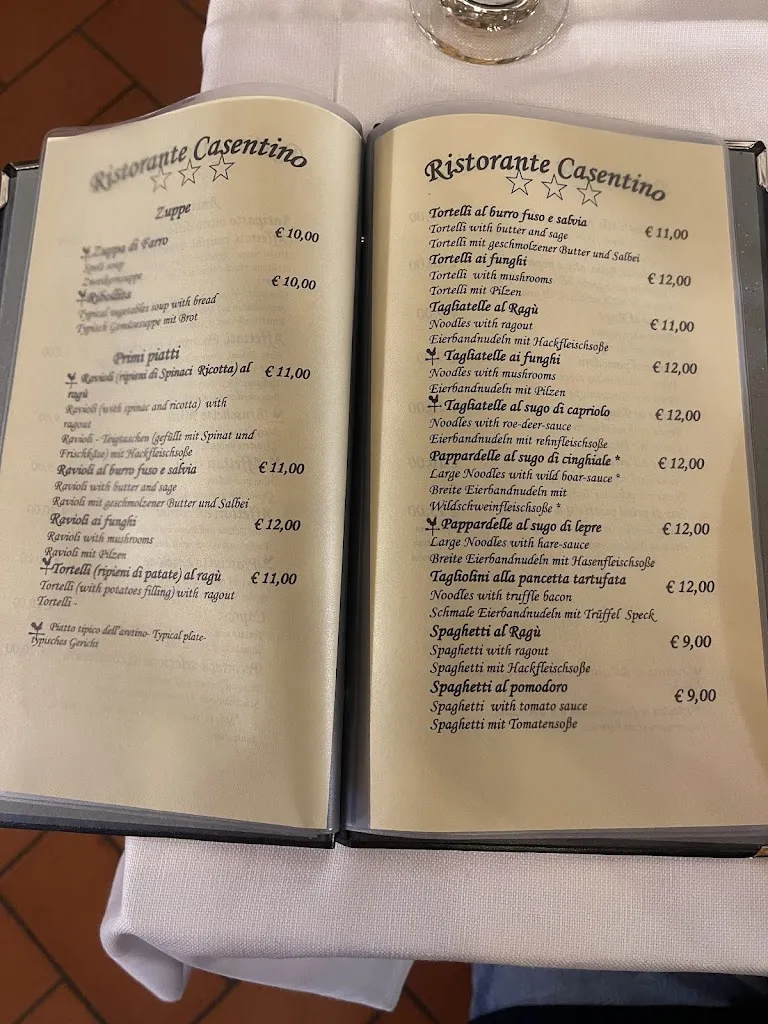 Ristorante Casentino
Zuppe
Zuppa di Farro € 10,00
Spelt soup
€ 10,00
Ribollita
Typical vegetables soup with bread
Typisch Gemüsesuppe mit Brot
Primi piatti
Ravioli (ripieni di Spinaci Ricotta) al € 11,00
ragù
Ravioli (with spinac and ricotta) with
ragout
Ravioli - Teigtaschen (gefüllt mit Spinat und
Frischkäse) mit Hackfleischsoße
Ravioli al burro fuso e salvia € 11,00
Ravioli with butter and sage
Ravioli mit geschmolzener Butter und Salbei
Ravioli ai funghi € 12,00
Ravioli with mushrooms
Ravioli mit Pilzen
Tortelli (ripieni di patate) al ragù € 11,00
Tortelli (with potatoes filling) with ragout
Tortelli -
Piatto tipico dell'aretino- Typical plate-
typisches Gericht
Ristorante Casentino
Tortelli al burro fuso e salvia € 11,00
Tortelli with butter and sage
Tortelli mit geschmolzener Butter und Salbei
Tortelli ai funghi € 12,00
Tortelli with mushrooms
Tortelli mit Pilzen
Tagliatelle al Ragù € 11,00
Noodles with ragout
Eierbandnudeln mit Hackfleischsoße
Tagliatelle ai funghi € 12,00
Noodles with mushrooms
Eierbandnudeln mit Pilzen
Tagliatelle al sugo di capriolo € 12,00
Noodles with roe-deer-sauce
Eierbandnudeln mit rehnfleischsoße
Pappardelle al sugo di cinghiale * € 12,00
Large Noodles with wild boar-sauce *
Breite Eierbandnudeln mit
Wildschweinfleischsoße *
Pappardelle al sugo di lepre € 12,00
Large Noodles with hare-sauce
Breite Eierbandnudeln mit Hasenfleischsoße
Tagliolini alla pancetta tartufata € 12,00
Noodles with truffle bacon
Schmale Eierbandnudeln mit Trüffel Speck
Spaghetti al Ragù € 9,00
Spaghetti with ragout
Spaghetti mit Hackfleischsoße
Spaghetti al pomodoro € 9,00
Spaghetti with tomato sauce
Spaghetti mit Tomatensoße